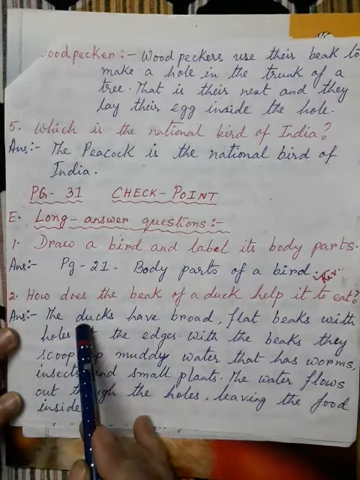 oodpecker :- Woodpeckers use their beak to
make a hole in the trunk of a
tree. That is their nest and they
lay their egg inside the hole.
5. Which is the national bird of India?
Ans:- The Peacock is the national bird of
India.
PG- 31 CHECK-POINT
E. Long-answer questions:-
1. Draw a bird and label its body parts.
Ans:- Pg-21- Body parts of a bird.
2. How does the beak of a duck help it to eat?
Ans:- The ducks have broad, flat beaks with
holes the edges with the beaks they
scoop up muddy water that has worms,
insects and small plants. The water flows
out the holes, leaving the food
inside